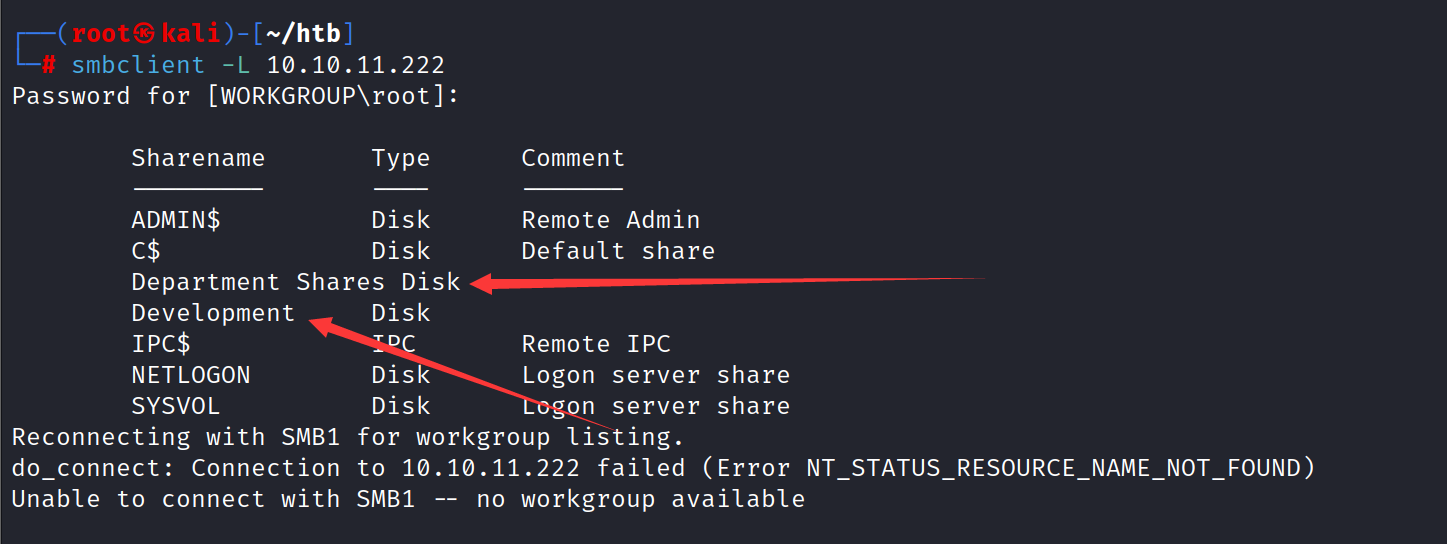 ┌──(root㉿kali)-[~/htb]
└─# smbclient -L 10.10.11.222
Password for [WORKGROUP\root]:
Sharename Type Comment
--------- ---- -------
ADMIN$ Disk Remote Admin
C$ Disk Default share
Department Shares Disk
Development Disk
IPC$ IPC Remote IPC
NETLOGON Disk Logon server share
SYSVOL Disk Logon server share
Reconnecting with SMB1 for workgroup listing.
do_connect: Connection to 10.10.11.222 failed (Error NT_STATUS_RESOURCE_NAME_NOT_FOUND)
Unable to connect with SMB1 -- no workgroup available